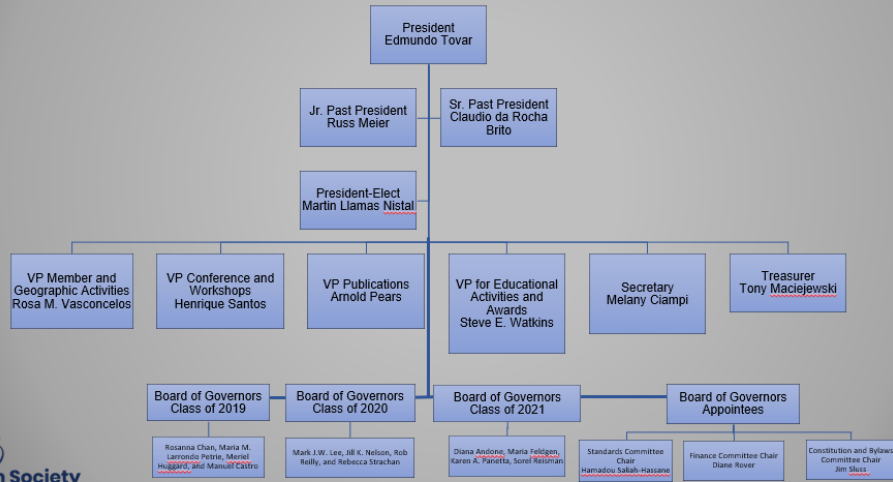 President
Edmundo Tovar
Jr. Past President
Russ Meier
Sr. Past President
Claudio da Rocha
Brito
President-Elect
Martin Llamas Nistal
VP Member and
Geographic Activities
Rosa M. Vasconcelos
VP Conference and
Workshops
Henrique Santos
VP Publications
Arnold Pears
VP for Educational
Activities and
Awards
Steve E. Watkins
Secretary
Melany Ciampi
Treasurer
Tony Maciejewski
Board of Governors
Class of 2019
Board of Governors
Class of 2020
Board of Governors
Class of 2021
Board of Governors
Appointees
Rosanna Chan, Maria M.
Larrondo Petrie, Meriel
Huggard, and Manuel Castro
Mark J.W. Lee, Jill K. Nelson, Rob
Reilly, and Rebecca Strachan
Diana Andone, Maria Feldgen,
Karen A. Panetta, Sorel Reisman
Standards Committee
Chair
Hamadou Saliah-Hassane
Finance Committee Chair
Diane Rover
Constitution and Bylaws
Committee Chair
Jim Sluss
n Society